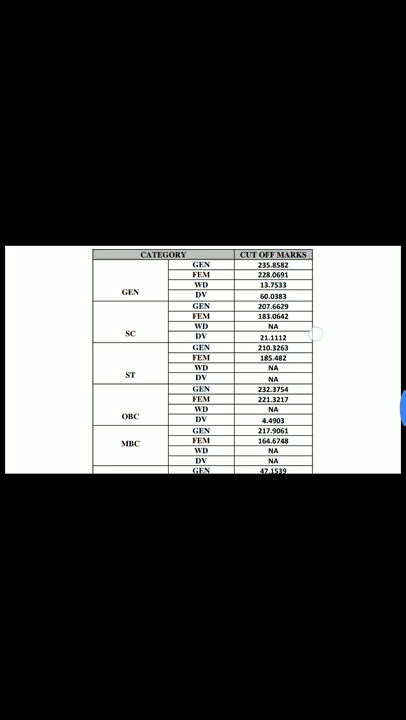 CATEGORY CUT OFF MARKS
GEN GEN 235.8582
FEM 228.0691
WD 13.7533
DV 60.0383
SC GEN 207.6629
FEM 183.0642
WD NA
DV 21.1112
ST GEN 210.3263
FEM 185.482
WD NA
DV NA
OBC GEN 232.3754
FEM 221.3217
WD NA
DV 4.4903
MBC GEN 217.9061
FEM 164.6748
WD NA
DV NA
GEN 47.1539